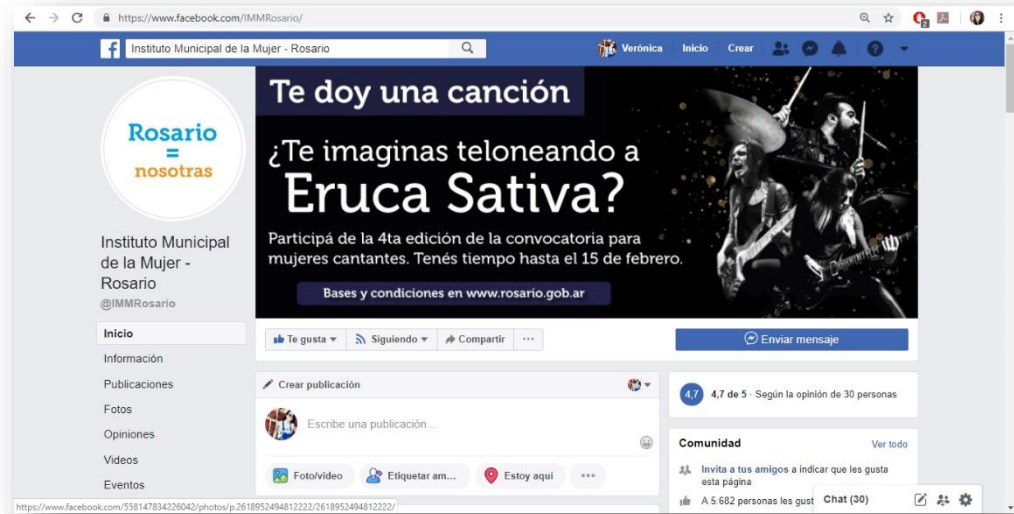 https://www.facebook.com/IMMRosario/
Instituto Municipal de la Mujer - Rosario
Verónica
Inicio
Crear
Rosario
=
nosotras
Te doy una canción
¿Te imaginas teloneando a
Eruca Sativa?
Participá de la 4ta edición de la convocatoria para
mujeres cantantes. Tenés tiempo hasta el 15 de febrero.
Bases y condiciones en www.rosario.gob.ar
Instituto Municipal
de la Mujer -
Rosario
@IMMRosario
Inicio
Información
Publicaciones
Fotos
Opiniones
Videos
Eventos
Te gusta
Siguiendo
Compartir
Enviar mensaje
Crear publicación
Escribe una publicación...
Foto/video
Etiquetar am...
Estoy aquí
4,7
4,7 de 5 · Según la opinión de 30 personas
Comunidad
Ver todo
Invita a tus amigos a indicar que les gusta
esta página
A 5.682 personas les gust
Chat (30)
https://www.facebook.com/558147834226042/photos/p.2618952494812222/2618952494812222/